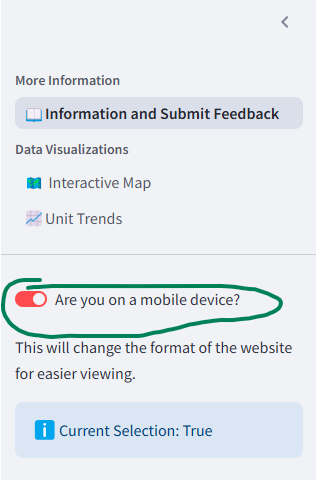 More Information
Information and Submit Feedback
Data Visualizations
Interactive Map
Unit Trends
Are you on a mobile device?
This will change the format of the website
for easier viewing.
Current Selection: True